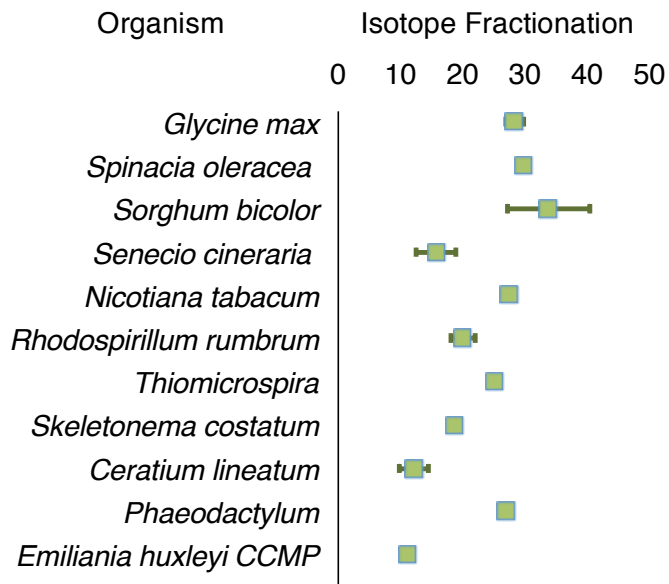 Organism Isotope Fractionation
0 10 20 30 40 50
Glycine max
Spinacia oleracea
Sorghum bicolor
Senecio cineraria
Nicotiana tabacum
Rhodospirillum rumbrum
Thiomicrospira
Skeletonema costatum
Ceratium lineatum
Phaeodactylum
Emiliania huxleyi CCMP